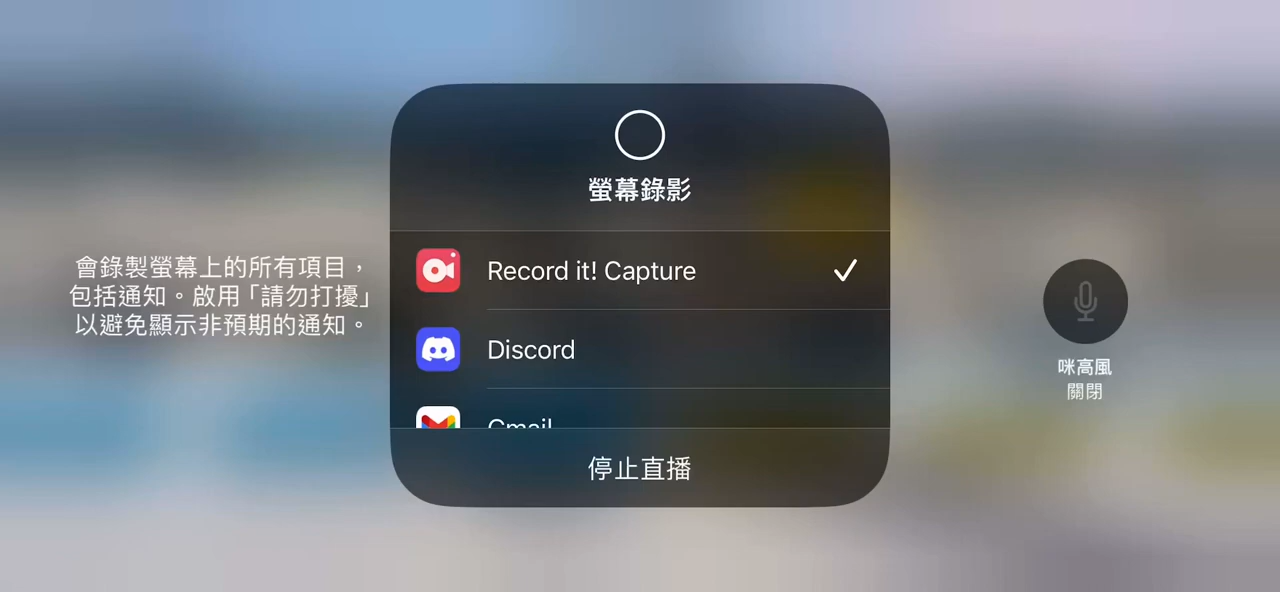 螢幕錄影
會錄製螢幕上的所有項目，
包括通知。啟用「請勿打擾」
以避免顯示非預期的通知。
Record it! Capture
Discord
Gmail
停止直播
咪高風
關閉